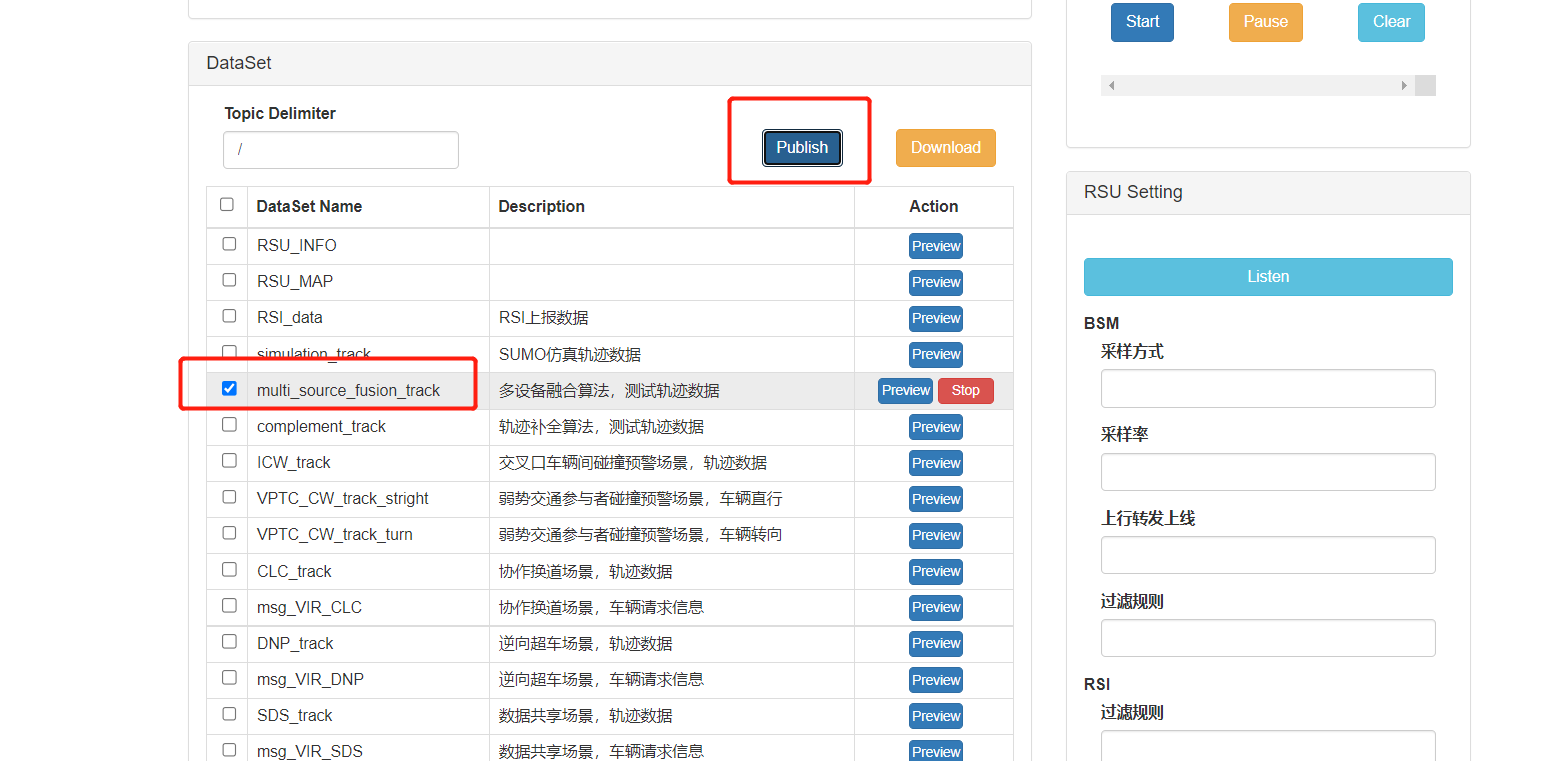 Start Pause Clear
DataSet
Topic Delimiter
/
Publish Download
DataSet Name Description Action
RSU_INFO Preview
RSU_MAP Preview
RSI_data RSI上报数据 Preview
simulation_track SUMO仿真轨迹数据 Preview
multi_source_fusion_track 多设备融合算法，测试轨迹数据 Preview Stop
complement_track 轨迹补全算法，测试轨迹数据 Preview
ICW_track 交叉口车辆间碰撞预警场景，轨迹数据 Preview
VPTC_CW_track_stright 弱势交通参与者碰撞预警场景，车辆直行 Preview
VPTC_CW_track_turn 弱势交通参与者碰撞预警场景，车辆转向 Preview
CLC_track 协作换道场景，轨迹数据 Preview
msg_VIR_CLC 协作换道场景，车辆请求信息 Preview
DNP_track 逆向超车场景，轨迹数据 Preview
msg_VIR_DNP 逆向超车场景，车辆请求信息 Preview
SDS_track 数据共享场景，轨迹数据 Preview
msg_VIR_SDS 数据共享场景，车辆请求信息 Preview
RSU Setting
Listen
BSM
采样方式
采样率
上行转发上线
过滤规则
RSI
过滤规则